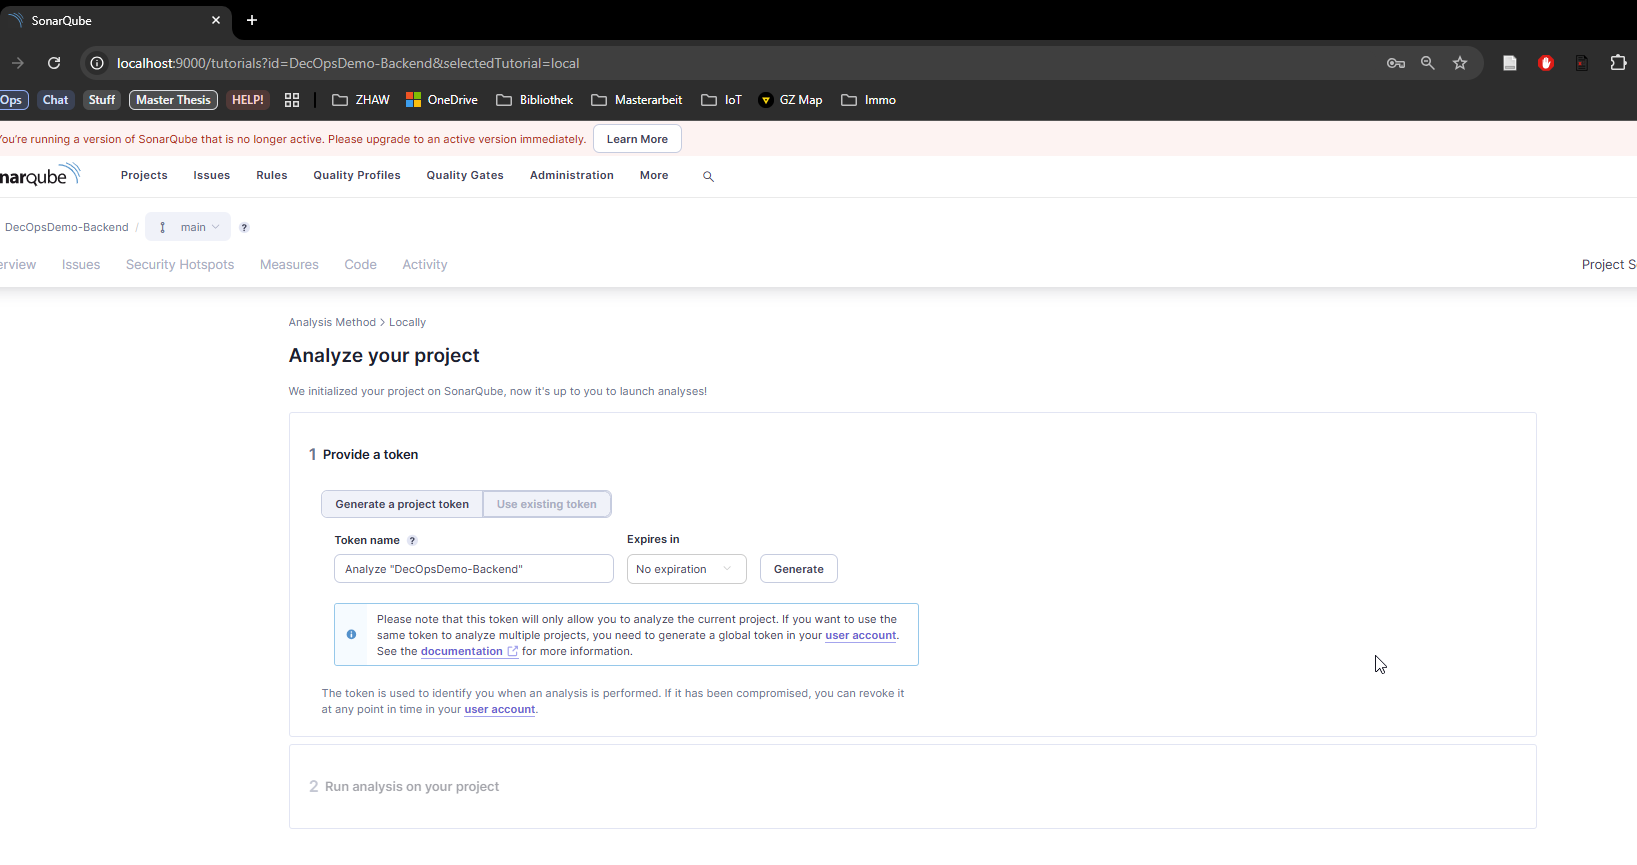 SonarQube
localhost:9000/tutorials?id=DecOpsDemo-Backend&selectedTutorial=local
Ops Chat Stuff Master Thesis HELP! ZHAW OneDrive Bibliothek Masterarbeit IoT GZ Map Immo
You're running a version of SonarQube that is no longer active. Please upgrade to an active version immediately. Learn More
narqube Projects Issues Rules Quality Profiles Quality Gates Administration More
DecOpsDemo-Backend / main ?
erview Issues Security Hotspots Measures Code Activity Project S
Analysis Method > Locally
Analyze your project
We initialized your project on SonarQube, now it's up to you to launch analyses!
1 Provide a token
Generate a project token Use existing token
Token name ? Expires in
Analyze "DecOpsDemo-Backend" No expiration Generate
Please note that this token will only allow you to analyze the current project. If you want to use the
same token to analyze multiple projects, you need to generate a global token in your user account.
See the documentation for more information.
The token is used to identify you when an analysis is performed. If it has been compromised, you can revoke it
at any point in time in your user account.
2 Run analysis on your project